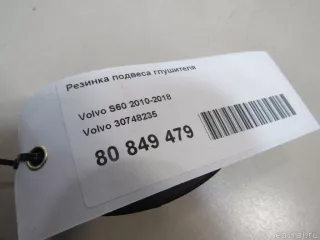 Резинка подвеса глушителя
Volvo S60 2010-2018
Volvo 30748235
80 849 479